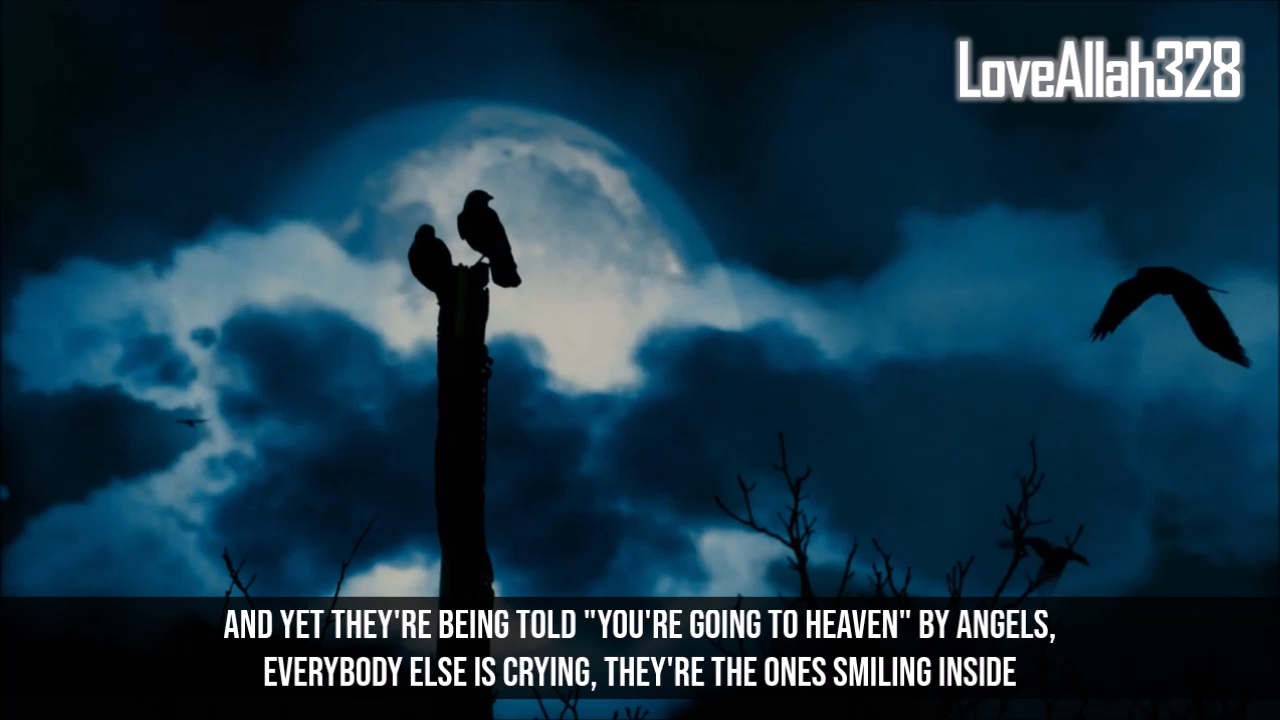 LoveAllah328
AND YET THEY'RE BEING TOLD "YOU'RE GOING TO HEAVEN" BY ANGELS,
EVERYBODY ELSE IS CRYING, THEY'RE THE ONES SMILING INSIDE